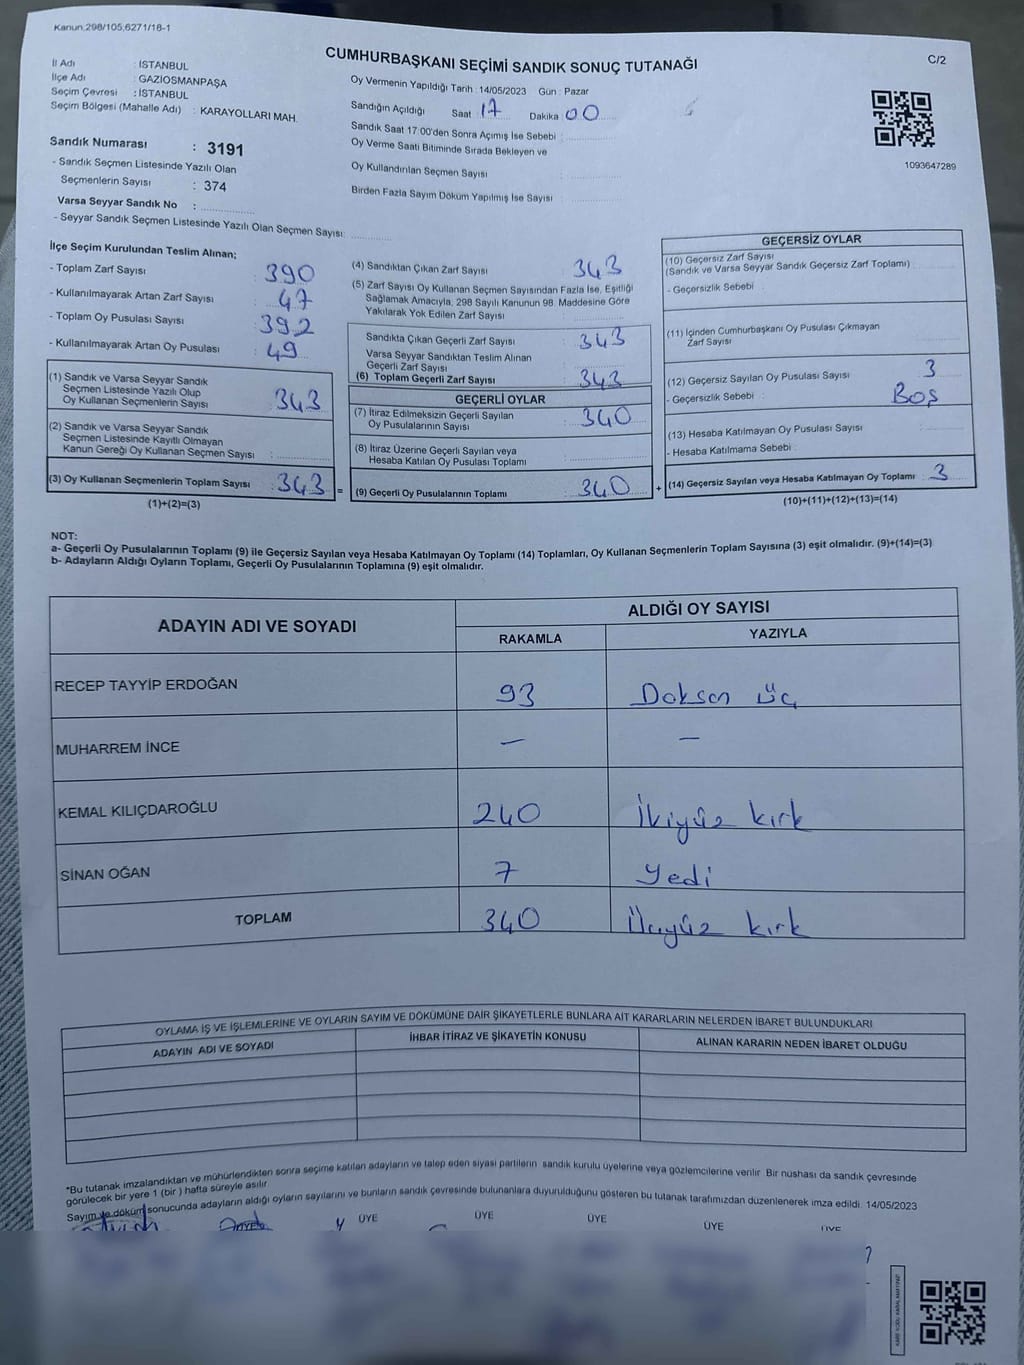 Kanun:298/105,6271/18-1
CUMHURBAŞKANI SEÇİMİ SANDIK SONUÇ TUTANAĞI
C/2
İl Adı : İSTANBUL
İlçe Adı : GAZİOSMANPAŞA
Seçim Çevresi : İSTANBUL
Seçim Bölgesi (Mahalle Adı) : KARAYOLLARI MAH.
Sandık Numarası : 3191
- Sandık Seçmen Listesinde Yazılı Olan
Seçmenlerin Sayısı : 374
Varsa Seyyar Sandık No :
- Seyyar Sandık Seçmen Listesinde Yazılı Olan Seçmen Sayısı:
Oy Vermenin Yapıldığı Tarih : 14/05/2023 Gün : Pazar
Sandığın Açıldığı Saat 17 Dakika 00
Sandık Saat 17:00'den Sonra Açımış İse Sebebi :
Oy Verme Saati Bitiminde Sırada Bekleyen ve
Oy Kullandırılan Seçmen Sayısı :
Birden Fazla Sayım Döküm Yapılmış İse Sayısı :
1093647289
İlçe Seçim Kurulundan Teslim Alınan;
- Toplam Zarf Sayısı 390
- Kullanılmayarak Artan Zarf Sayısı 47
- Toplam Oy Pusulası Sayısı 392
- Kullanılmayarak Artan Oy Pusulası : 49
(1) Sandık ve Varsa Seyyar Sandık
Seçmen Listesinde Yazılı Olup
Oy Kullanan Seçmenlerin Sayısı : 343
(2) Sandık ve Varsa Seyyar Sandık
Seçmen Listesinde Kayıtlı Olmayan
Kanun Gereği Oy Kullanan Seçmen Sayısı :
(3) Oy Kullanan Seçmenlerin Toplam Sayısı : 343 =
(1)+(2)=(3)
(4) Sandıktan Çıkan Zarf Sayısı 343
(5) Zarf Sayısı Oy Kullanan Seçmen Sayısından Fazla İse, Eşitliği
Sağlamak Amacıyla, 298 Sayılı Kanunun 98. Maddesine Göre
Yakılarak Yok Edilen Zarf Sayısı :
Sandıkta Çıkan Geçerli Zarf Sayısı : 343
Varsa Seyyar Sandıktan Teslim Alınan
Geçerli Zarf Sayısı
(6) Toplam Geçerli Zarf Sayısı : 343
GEÇERLİ OYLAR
(7) İtiraz Edilmeksizin Geçerli Sayılan
Oy Pusulalarının Sayısı : 340
(8) İtiraz Üzerine Geçerli Sayılan veya
Hesaba Katılan Oy Pusulası Toplamı
(9) Geçerli Oy Pusulalarının Toplamı : 340 +
GEÇERSİZ OYLAR
(10) Geçersiz Zarf Sayısı
(Sandık ve Varsa Seyyar Sandık Geçersiz Zarf Toplamı) :
- Geçersizlik Sebebi :
(11) İçinden Cumhurbaşkanı Oy Pusulası Çıkmayan
Zarf Sayısı
(12) Geçersiz Sayılan Oy Pusulası Sayısı 3
- Geçersizlik Sebebi : Boş
(13) Hesaba Katılmayan Oy Pusulası Sayısı
- Hesaba Katılmama Sebebi :
(14) Geçersiz Sayılan veya Hesaba Katılmayan Oy Toplamı : 3
(10)+(11)+(12)+(13)=(14)
NOT:
a- Geçerli Oy Pusulalarının Toplamı (9) ile Geçersiz Sayılan veya Hesaba Katılmayan Oy Toplamı (14) Toplamları, Oy Kullanan Seçmenlerin Toplam Sayısına (3) eşit olmalıdır. (9)+(14)=(3)
b- Adayların Aldığı Oyların Toplamı, Geçerli Oy Pusulalarının Toplamına (9) eşit olmalıdır.
ADAYIN ADI VE SOYADI
ALDIĞI OY SAYISI
RAKAMLA YAZIYLA
RECEP TAYYİP ERDOĞAN 93 Doksan üç
MUHARREM İNCE — —
KEMAL KILIÇDAROĞLU 240 İkiyüz kırk
SİNAN OĞAN 7 Yedi
TOPLAM 340 Üçyüz kırk
OYLAMA İŞ VE İŞLEMLERİNE VE OYLARIN SAYIM VE DÖKÜMÜNE DAİR ŞİKAYETLERLE BUNLARA AİT KARARLARIN NELERDEN İBARET BULUNDUKLARI
ADAYIN ADI VE SOYADI İHBAR İTİRAZ VE ŞİKAYETİN KONUSU ALINAN KARARIN NEDEN İBARET OLDUĞU
*Bu tutanak imzalandıktan ve mühürlendikten sonra seçime katılan adayların ve talep eden siyasi partilerin sandık kurulu üyelerine veya gözlemcilerine verilir. Bir nushası da sandık çevresinde
görülecek bir yere 1 (bir ) hafta süreyle asılır
Sayım ve döküm sonucunda adayların aldığı oyların sayılarını ve bunların sandık çevresinde bulunanlara duyurulduğunu gösteren bu tutanak tarafımızdan düzenlenerek imza edildi. 14/05/2023
ÜYE ÜYE ÜYE ÜYE ÜYE